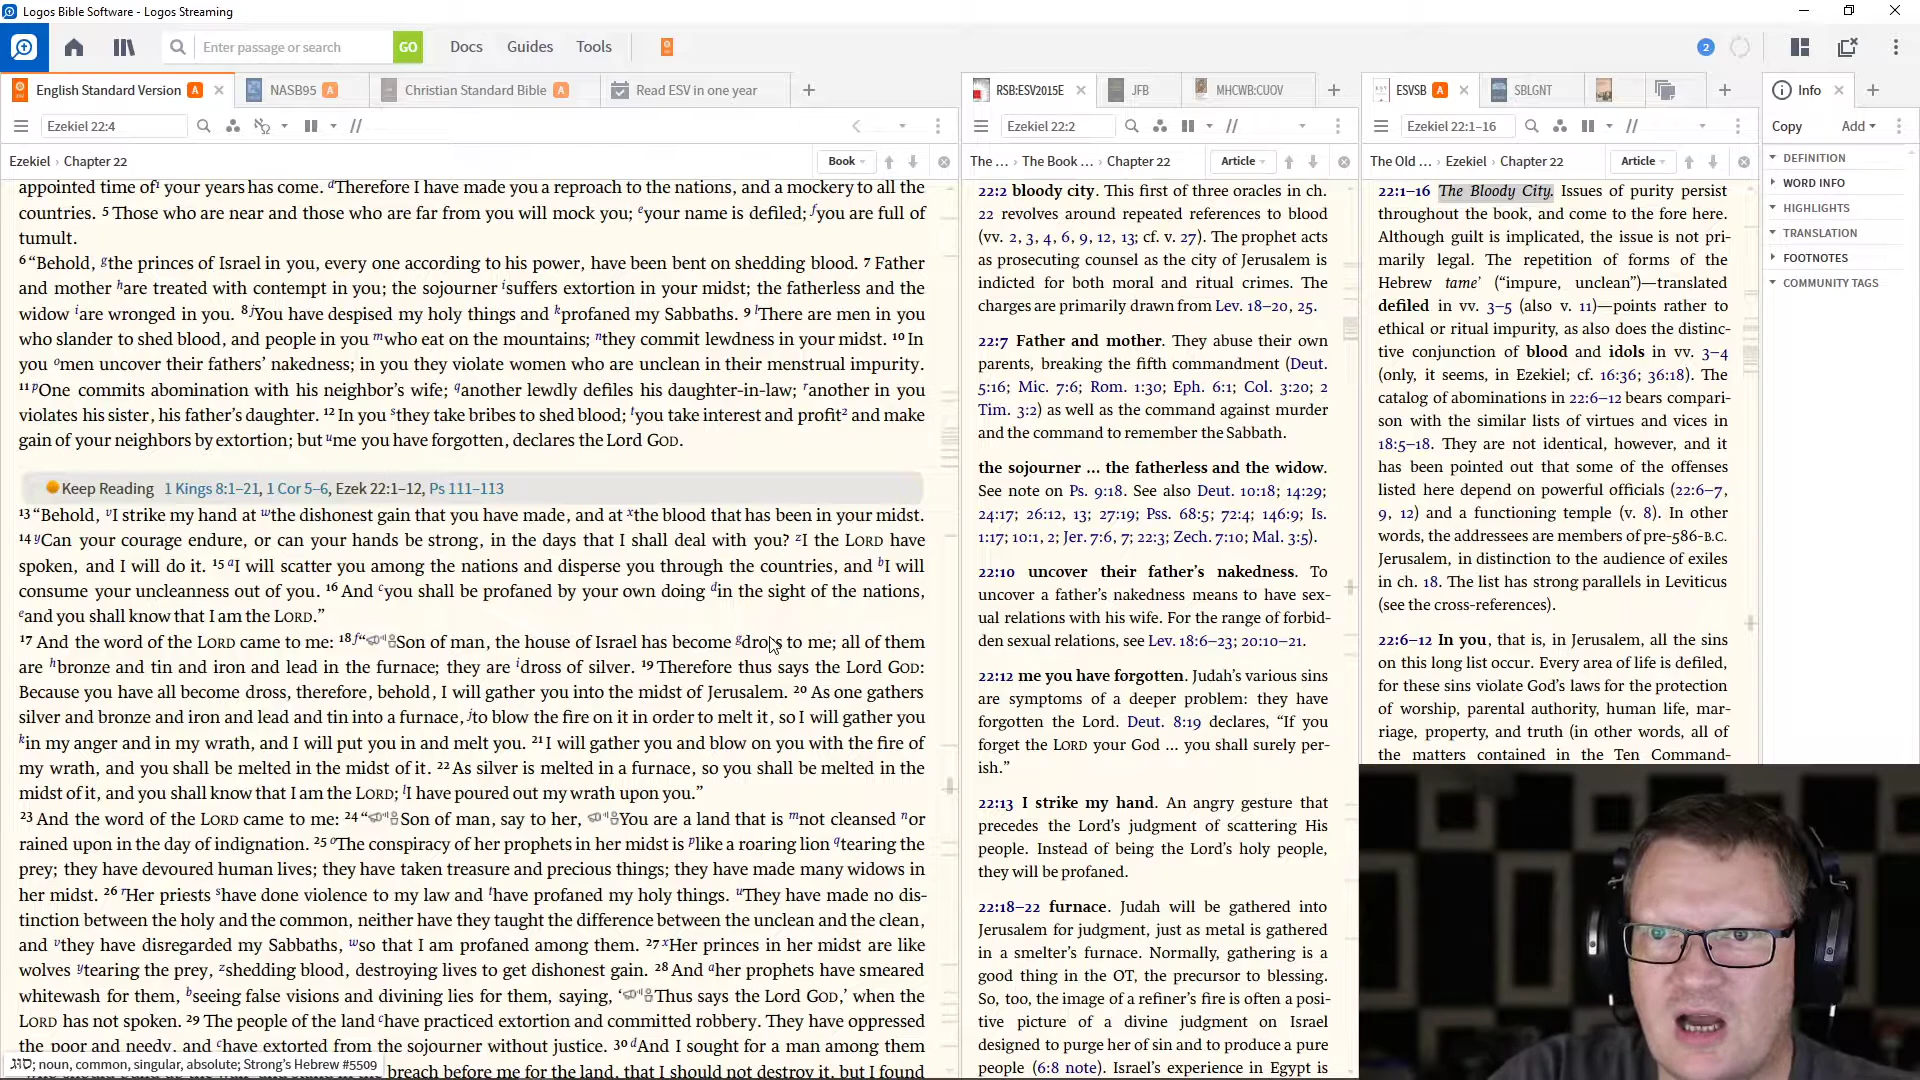 Logos Bible Software - Logos Streaming
Enter passage or search
GO
Docs
Guides
Tools
2
English Standard Version A
NASB95 A
Christian Standard Bible A
Read ESV in one year
Ezekiel 22:4
Ezekiel › Chapter 22
Book
appointed time of i your years has come. d Therefore I have made you a reproach to the nations, and a mockery to all the
countries. 5 Those who are near and those who are far from you will mock you; e your name is defiled; f you are full of
tumult.
6 “Behold, g the princes of Israel in you, every one according to his power, have been bent on shedding blood. 7 Father
and mother h are treated with contempt in you; the sojourner i suffers extortion in your midst; the fatherless and the
widow i are wronged in you. 8 j You have despised my holy things and k profaned my Sabbaths. 9 l There are men in you
who slander to shed blood, and people in you m who eat on the mountains; n they commit lewdness in your midst. 10 In
you o men uncover their fathers’ nakedness; in you they violate women who are unclean in their menstrual impurity.
11 p One commits abomination with his neighbor’s wife; q another lewdly defiles his daughter-in-law; r another in you
violates his sister, his father’s daughter. 12 In you s they take bribes to shed blood; t you take interest and profit 2 and make
gain of your neighbors by extortion; but u me you have forgotten, declares the Lord GOD.
Keep Reading 1 Kings 8:1–21, 1 Cor 5–6, Ezek 22:1–12, Ps 111–113
13 “Behold, v I strike my hand at w the dishonest gain that you have made, and at x the blood that has been in your midst.
14 y Can your courage endure, or can your hands be strong, in the days that I shall deal with you? z I the LORD have
spoken, and I will do it. 15 a I will scatter you among the nations and disperse you through the countries, and b I will
consume your uncleanness out of you. 16 And c you shall be profaned by your own doing d in the sight of the nations,
e and you shall know that I am the LORD.”
17 And the word of the LORD came to me: 18 f “Son of man, the house of Israel has become g dross to me; all of them
are h bronze and tin and iron and lead in the furnace; they are i dross of silver. 19 Therefore thus says the Lord GOD:
Because you have all become dross, therefore, behold, I will gather you into the midst of Jerusalem. 20 As one gathers
silver and bronze and iron and lead and tin into a furnace, j to blow the fire on it in order to melt it, so I will gather you
k in my anger and in my wrath, and I will put you in and melt you. 21 I will gather you and blow on you with the fire of
my wrath, and you shall be melted in the midst of it. 22 As silver is melted in a furnace, so you shall be melted in the
midst of it, and you shall know that I am the LORD; l I have poured out my wrath upon you.”
23 And the word of the LORD came to me: 24 “Son of man, say to her, You are a land that is m not cleansed n or
rained upon in the day of indignation. 25 o The conspiracy of her prophets in her midst is p like a roaring lion q tearing the
prey; they have devoured human lives; they have taken treasure and precious things; they have made many widows in
her midst. 26 r Her priests s have done violence to my law and t have profaned my holy things. u They have made no dis-
tinction between the holy and the common, neither have they taught the difference between the unclean and the clean,
and v they have disregarded my Sabbaths, w so that I am profaned among them. 27 x Her princes in her midst are like
wolves y tearing the prey, z shedding blood, destroying lives to get dishonest gain. 28 And a her prophets have smeared
whitewash for them, b seeing false visions and divining lies for them, saying, ‘Thus says the Lord GOD,’ when the
LORD has not spoken. 29 The people of the land c have practiced extortion and committed robbery. They have oppressed
the poor and needy, and c have extorted from the sojourner without justice. 30 d And I sought for a man among them
breach before me for the land, that I should not destroy it, but I found
סוּג; noun, common, singular, absolute; Strong’s Hebrew #5509
RSB:ESV2015E
JFB
MHCWB:CUOV
Ezekiel 22:2
The ... › The Book ... › Chapter 22
Article
22:2 bloody city. This first of three oracles in ch.
22 revolves around repeated references to blood
(vv. 2, 3, 4, 6, 9, 12, 13; cf. v. 27). The prophet acts
as prosecuting counsel as the city of Jerusalem is
indicted for both moral and ritual crimes. The
charges are primarily drawn from Lev. 18–20, 25.
22:7 Father and mother. They abuse their own
parents, breaking the fifth commandment (Deut.
5:16; Mic. 7:6; Rom. 1:30; Eph. 6:1; Col. 3:20; 2
Tim. 3:2) as well as the command against murder
and the command to remember the Sabbath.
the sojourner ... the fatherless and the widow.
See note on Ps. 9:18. See also Deut. 10:18; 14:29;
24:17; 26:12, 13; 27:19; Pss. 68:5; 72:4; 146:9; Is.
1:17; 10:1, 2; Jer. 7:6, 7; 22:3; Zech. 7:10; Mal. 3:5).
22:10 uncover their father’s nakedness. To
uncover a father’s nakedness means to have sex-
ual relations with his wife. For the range of forbid-
den sexual relations, see Lev. 18:6–23; 20:10–21.
22:12 me you have forgotten. Judah’s various sins
are symptoms of a deeper problem: they have
forgotten the Lord. Deut. 8:19 declares, “If you
forget the LORD your God ... you shall surely per-
ish.”
22:13 I strike my hand. An angry gesture that
precedes the Lord’s judgment of scattering His
people. Instead of being the Lord’s holy people,
they will be profaned.
22:18–22 furnace. Judah will be gathered into
Jerusalem for judgment, just as metal is gathered
in a smelter’s furnace. Normally, gathering is a
good thing in the OT, the precursor to blessing.
So, too, the image of a refiner’s fire is often a posi-
tive picture of a divine judgment on Israel
designed to purge her of sin and to produce a pure
people (6:8 note). Israel’s experience in Egypt is
ESVSB A
SBLGNT
Ezekiel 22:1–16
The Old ... › Ezekiel › Chapter 22
Article
22:1–16 The Bloody City. Issues of purity persist
throughout the book, and come to the fore here.
Although guilt is implicated, the issue is not pri-
marily legal. The repetition of forms of the
Hebrew tame’ (“impure, unclean”)—translated
defiled in vv. 3–5 (also v. 11)—points rather to
ethical or ritual impurity, as also does the distinc-
tive conjunction of blood and idols in vv. 3–4
(only, it seems, in Ezekiel; cf. 16:36; 36:18). The
catalog of abominations in 22:6–12 bears compari-
son with the similar lists of virtues and vices in
18:5–18. They are not identical, however, and it
has been pointed out that some of the offenses
listed here depend on powerful officials (22:6–7,
9, 12) and a functioning temple (v. 8). In other
words, the addressees are members of pre-586-B.C.
Jerusalem, in distinction to the audience of exiles
in ch. 18. The list has strong parallels in Leviticus
(see the cross-references).
22:6–12 In you, that is, in Jerusalem, all the sins
on this long list occur. Every area of life is defiled,
for these sins violate God’s laws for the protection
of worship, parental authority, human life, mar-
riage, property, and truth (in other words, all of
the matters contained in the Ten Command-
Info
Copy
Add
DEFINITION
WORD INFO
HIGHLIGHTS
TRANSLATION
FOOTNOTES
COMMUNITY TAGS